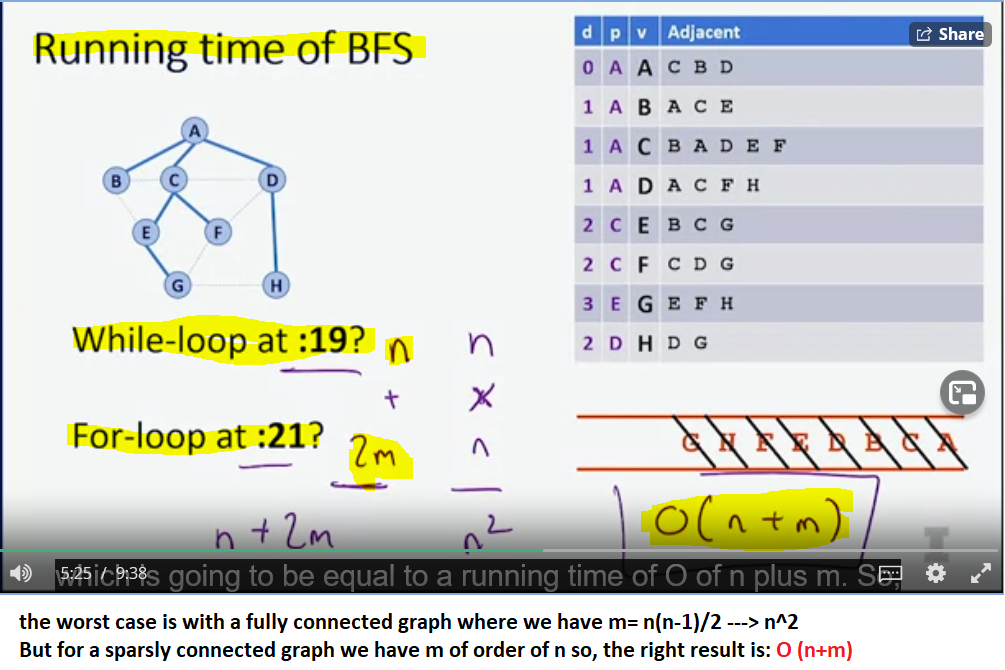 Running time of BFS
d p v Adjacent
Share
0 A A C B D
1 A B A C E
1 A C B A D E F
1 A D A C F H
2 C E B C G
2 C F C D G
3 E G E F H
2 D H D G
A
B C D
E F
G H
While-loop at :19? n n
+ x
For-loop at :21? 2m n
n + 2m n²
G H F E D B C A
O(n+m)
5:25 / 9:38
which is going to be equal to a running time of O of n plus m. So,
the worst case is with a fully connected graph where we have m= n(n-1)/2 ---> n^2
But for a sparsly connected graph we have m of order of n so, the right result is: O (n+m)